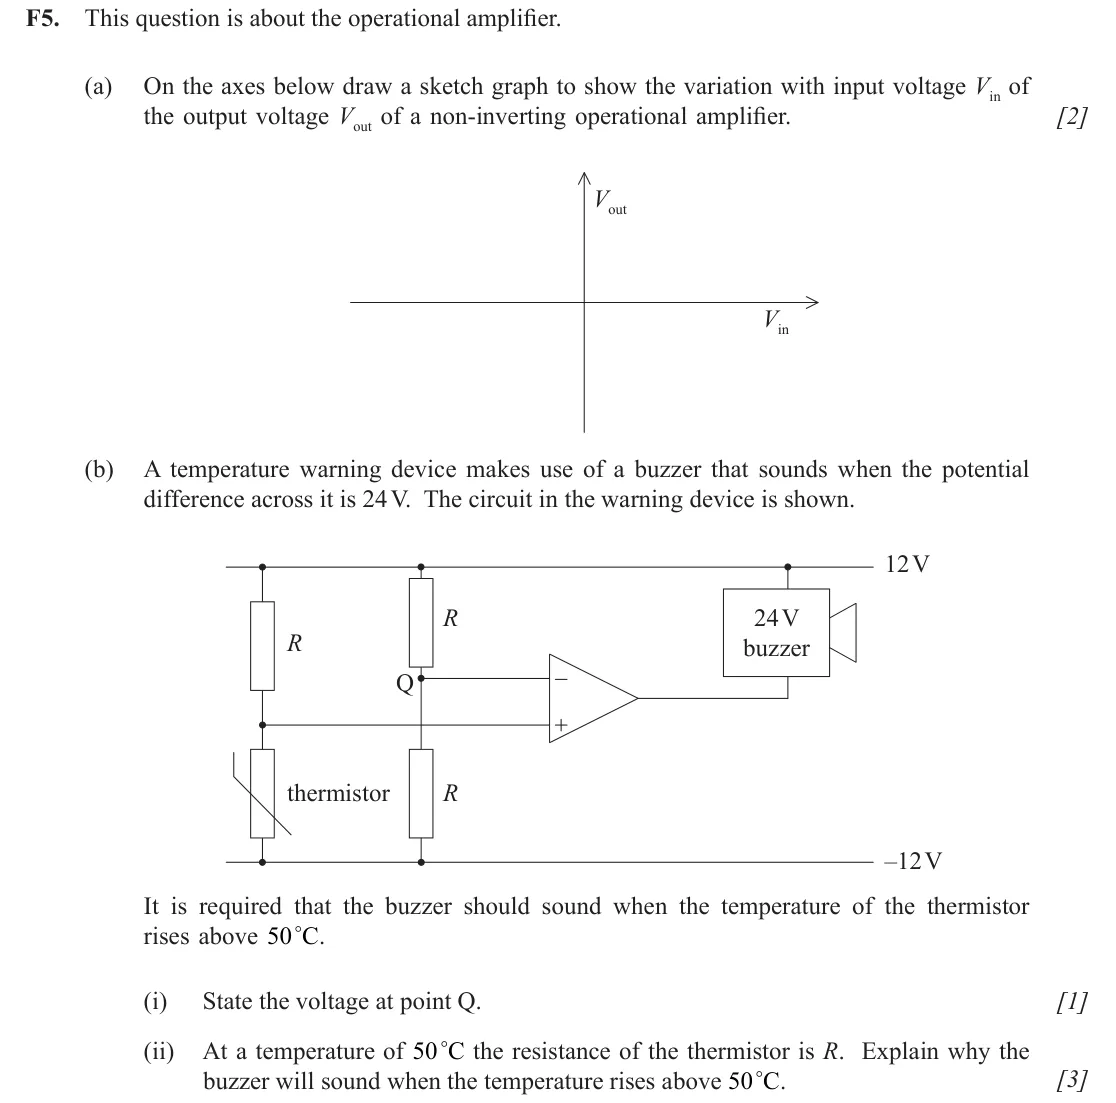 F5. This question is about the operational amplifier.
(a) On the axes below draw a sketch graph to show the variation with input voltage V_in of
the output voltage V_out of a non-inverting operational amplifier. [2]
V_out
V_in
(b) A temperature warning device makes use of a buzzer that sounds when the potential
difference across it is 24 V. The circuit in the warning device is shown.
12 V
R
24 V
R
buzzer
Q
−
+
thermistor
R
–12 V
It is required that the buzzer should sound when the temperature of the thermistor
rises above 50 °C.
(i) State the voltage at point Q. [1]
(ii) At a temperature of 50 °C the resistance of the thermistor is R. Explain why the
buzzer will sound when the temperature rises above 50 °C. [3]